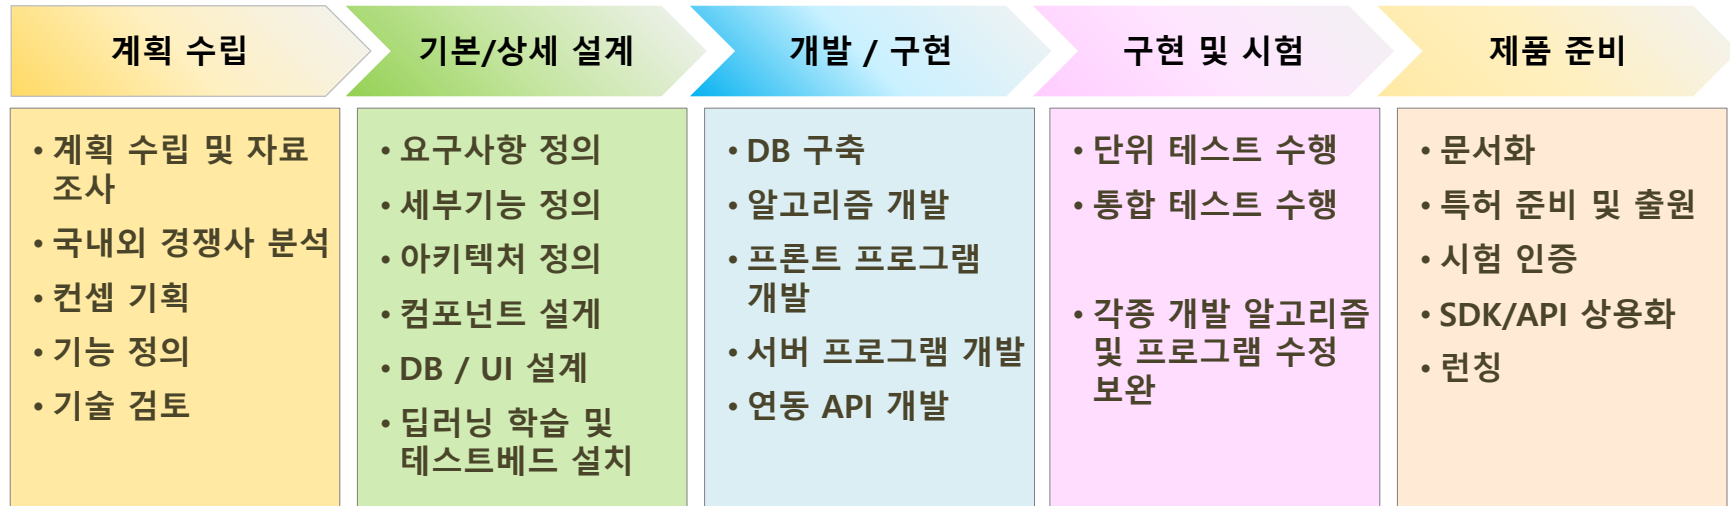 계획 수립
기본/상세 설계
개발 / 구현
구현 및 시험
제품 준비
• 계획 수립 및 자료
조사
• 국내외 경쟁사 분석
• 컨셉 기획
• 기능 정의
• 기술 검토
• 요구사항 정의
• 세부기능 정의
• 아키텍처 정의
• 컴포넌트 설게
• DB / UI 설계
• 딥러닝 학습 및
테스트베드 설치
• DB 구축
• 알고리즘 개발
• 프론트 프로그램
개발
• 서버 프로그램 개발
• 연동 API 개발
• 단위 테스트 수행
• 통합 테스트 수행
• 각종 개발 알고리즘
및 프로그램 수정
보완
• 문서화
• 특허 준비 및 출원
• 시험 인증
• SDK/API 상용화
• 런칭